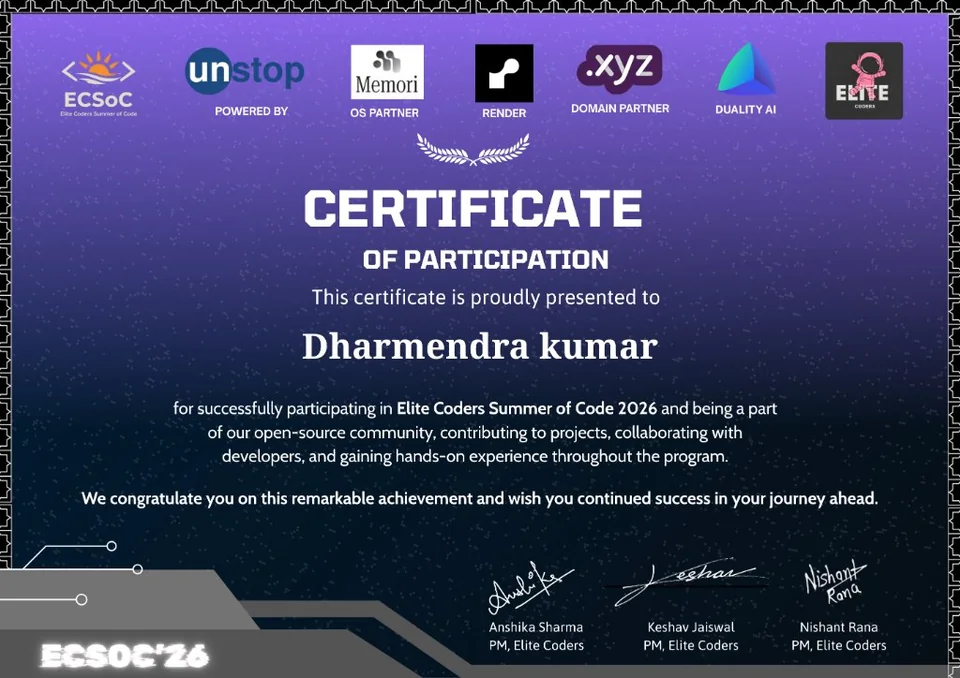 ECSoC
Elite Coders Summer of Code
unstop
POWERED BY
Memori
OS PARTNER
RENDER
.xyz
DOMAIN PARTNER
DUALITY AI
ELITE
CODERS
CERTIFICATE
OF PARTICIPATION
This certificate is proudly presented to
Dharmendra kumar
for successfully participating in Elite Coders Summer of Code 2026 and being a part
of our open-source community, contributing to projects, collaborating with
developers, and gaining hands-on experience throughout the program.
We congratulate you on this remarkable achievement and wish you continued success in your journey ahead.
Anshika
Keshav
Nishant
Rana
Anshika Sharma
PM, Elite Coders
Keshav Jaiswal
PM, Elite Coders
Nishant Rana
PM, Elite Coders
ECSOC'26